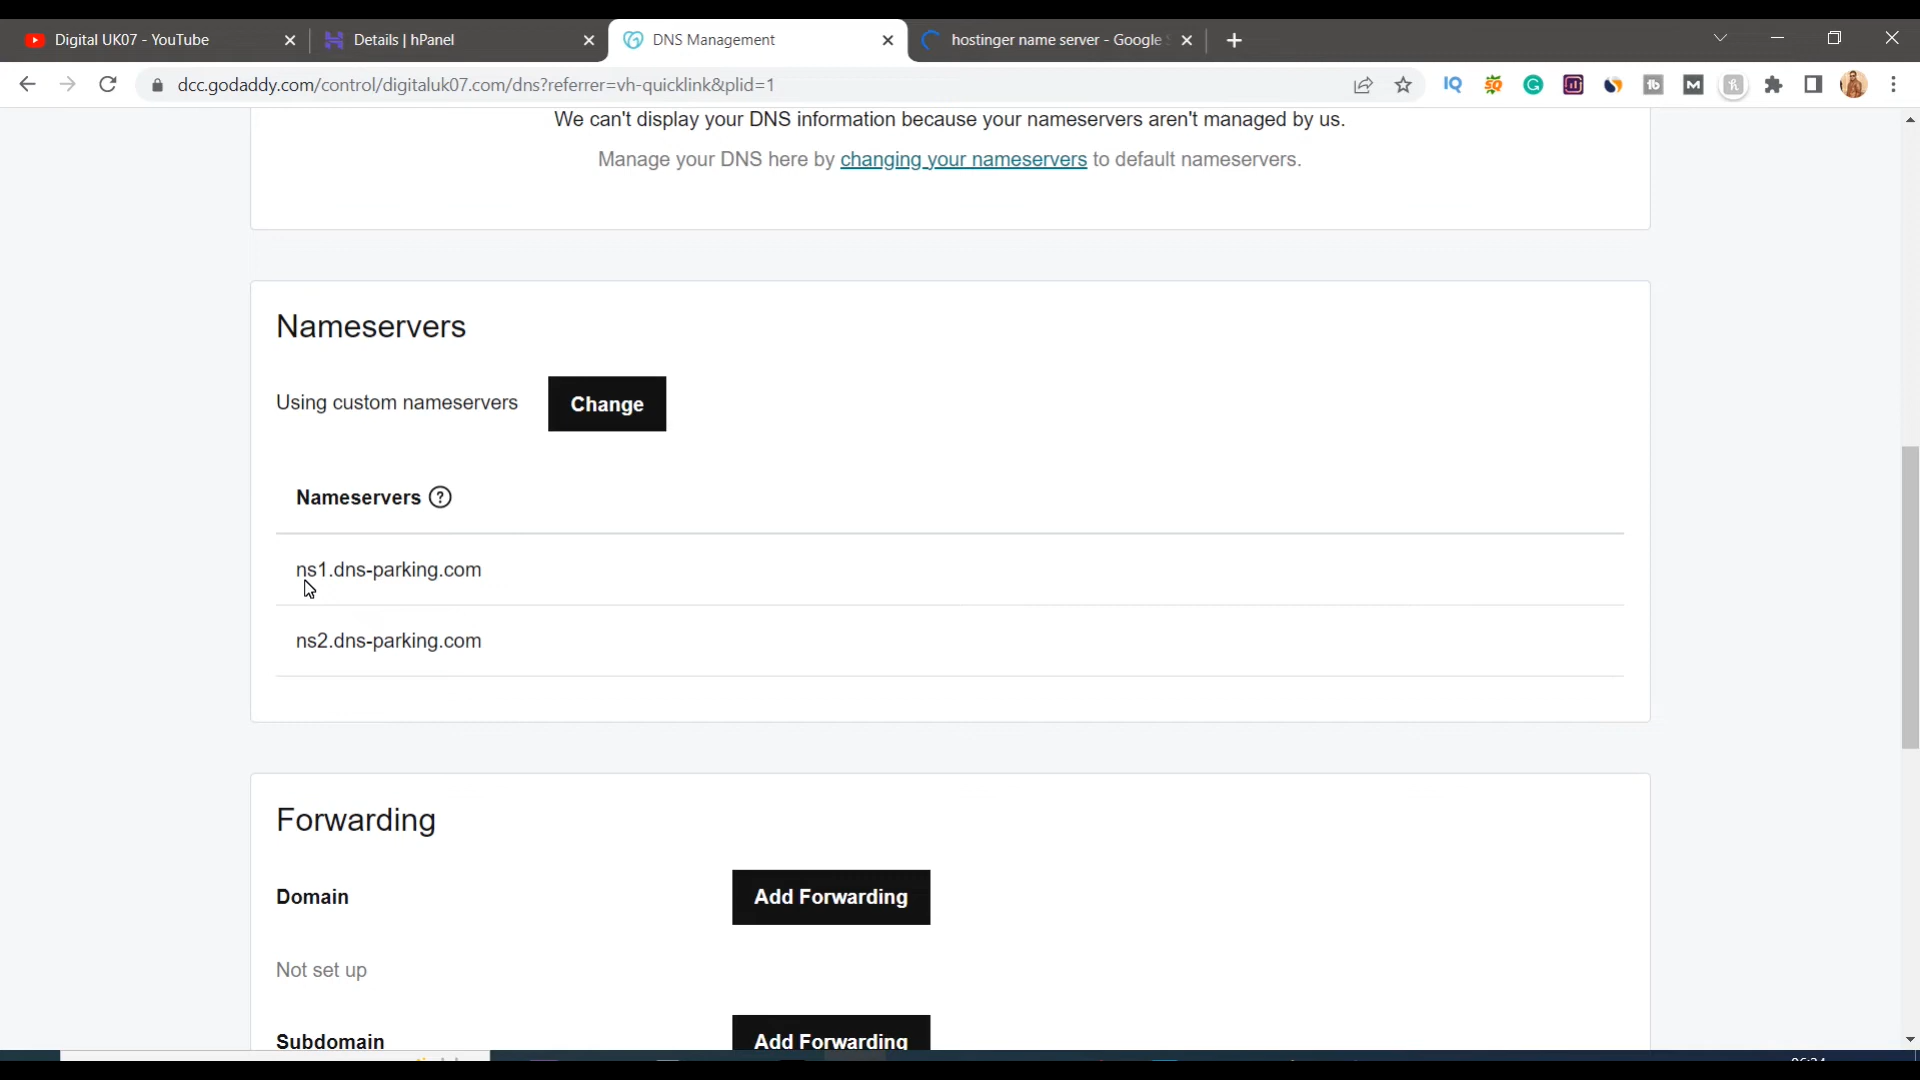 Digital UK07 - YouTube
Details | hPanel
DNS Management
hostinger name server - Google
dcc.godaddy.com/control/digitaluk07.com/dns?referrer=vh-quicklink&plid=1
We can't display your DNS information because your nameservers aren't managed by us.
Manage your DNS here by changing your nameservers to default nameservers.
Nameservers
Using custom nameservers
Change
Nameservers ?
ns1.dns-parking.com
ns2.dns-parking.com
Forwarding
Domain
Add Forwarding
Not set up
Subdomain
Add Forwarding